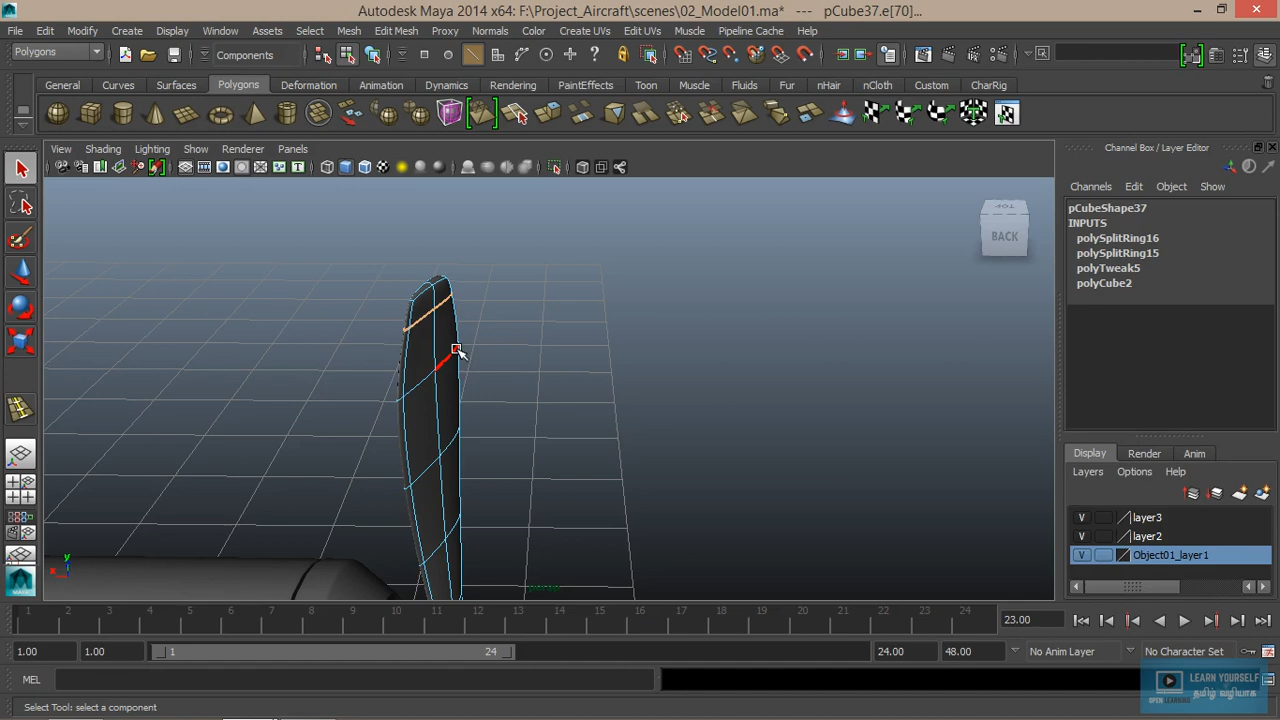 Autodesk Maya 2014 x64: F:\Project_Aircraft\scenes\02_Model01.ma* --- pCube37.e[70]...
File Edit Modify Create Display Window Assets Select Mesh Edit Mesh Proxy Normals Color Create UVs Edit UVs Muscle Pipeline Cache Help
Polygons Components
General Curves Surfaces Polygons Deformation Animation Dynamics Rendering PaintEffects Toon Muscle Fluids Fur nHair nCloth Custom CharRig
View Shading Lighting Show Renderer Panels
Channel Box / Layer Editor
Channels Edit Object Show
pCubeShape37
INPUTS
polySplitRing16
polySplitRing15
polyTweak5
polyCube2
TOP
BACK
Display Render Anim
Layers Options Help
V layer3
V layer2
V Object01_layer1
y
x
persp
1 2 3 4 5 6 7 8 9 10 11 12 13 14 15 16 17 18 19 20 21 22 23 24
23.00
1.00 1.00 1 24 24.00 48.00 No Anim Layer No Character Set
MEL
Select Tool: select a component
LEARN YOURSELF
தமிழ் வழியாக
OPEN LEARNING